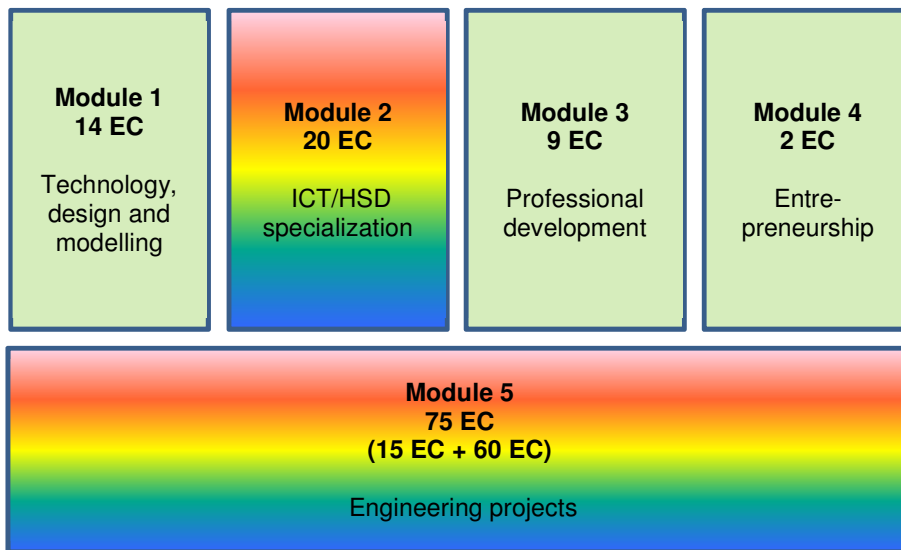 Module 1
14 EC
Technology,
design and
modelling
Module 2
20 EC
ICT/HSD
specialization
Module 3
9 EC
Professional
development
Module 4
2 EC
Entre-
preneurship
Module 5
75 EC
(15 EC + 60 EC)
Engineering projects